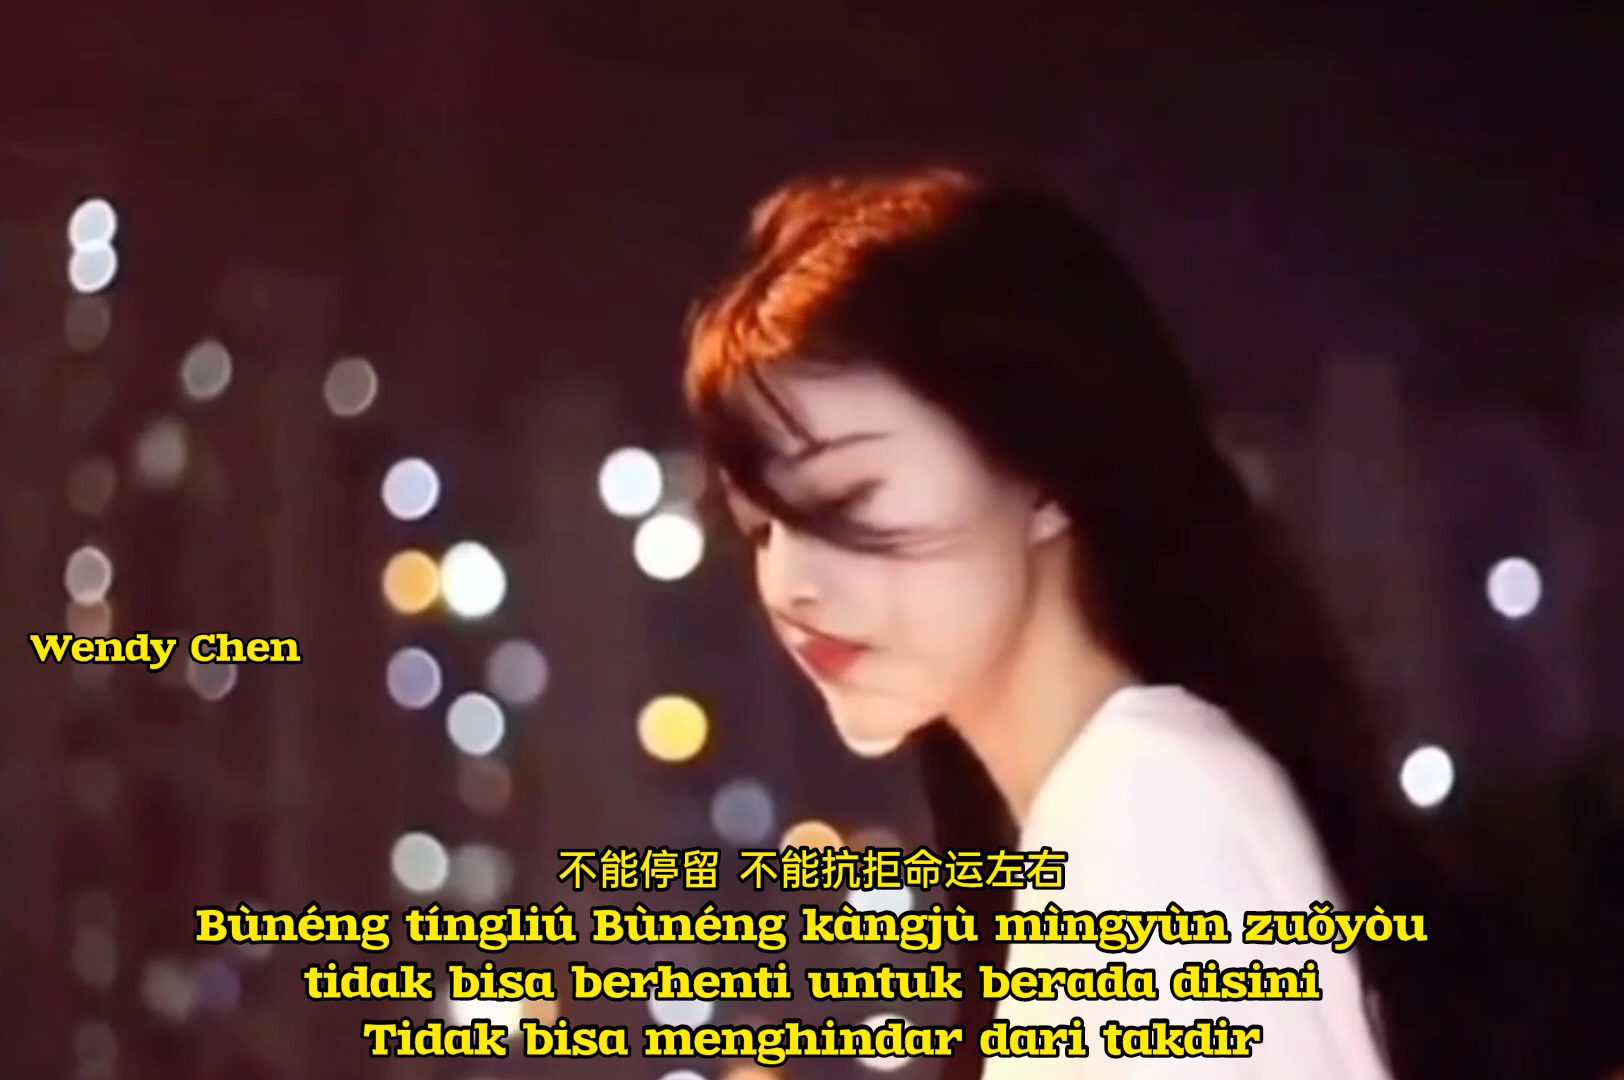 Wendy Chen
不能停留 不能抗拒命运左右
Bùnéng tíngliú Bùnéng kàngjù mìngyùn zuǒyòu
tidak bisa berhenti untuk berada disini
Tidak bisa menghindar dari takdir